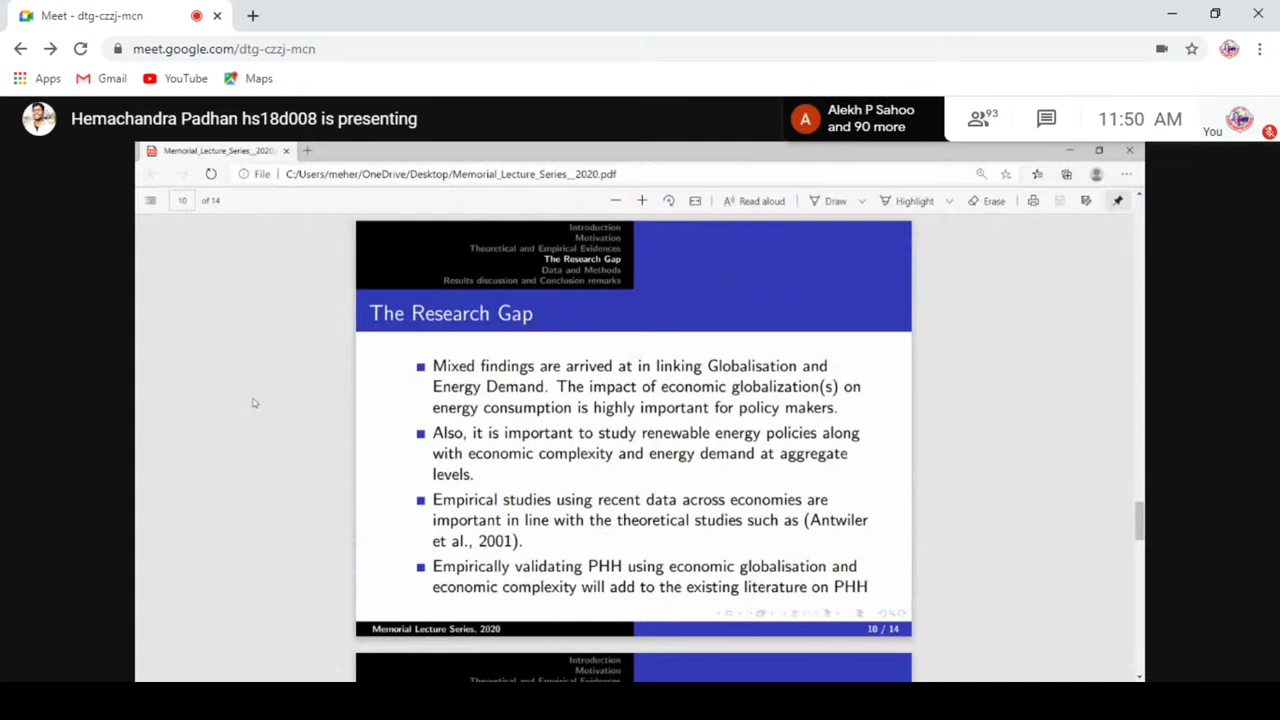 Meet - dtg-czzj-mcn
meet.google.com/dtg-czzj-mcn
Apps Gmail YouTube Maps
Hemachandra Padhan hs18d008 is presenting
A Alekh P Sahoo
and 90 more
93
11:50 AM
You
Memorial_Lecture_Series__2020.
File C:/Users/meher/OneDrive/Desktop/Memorial_Lecture_Series__2020.pdf
10 of 14
Read aloud Draw Highlight Erase
Introduction
Motivation
Theoretical and Empirical Evidences
The Research Gap
Data and Methods
Results discussion and Conclusion remarks
The Research Gap
Mixed findings are arrived at in linking Globalisation and
Energy Demand. The impact of economic globalization(s) on
energy consumption is highly important for policy makers.
Also, it is important to study renewable energy policies along
with economic complexity and energy demand at aggregate
levels.
Empirical studies using recent data across economies are
important in line with the theoretical studies such as (Antwiler
et al., 2001).
Empirically validating PHH using economic globalisation and
economic complexity will add to the existing literature on PHH
Memorial Lecture Series, 2020
10 / 14
Introduction
Motivation
Theoretical and Empirical Evidences